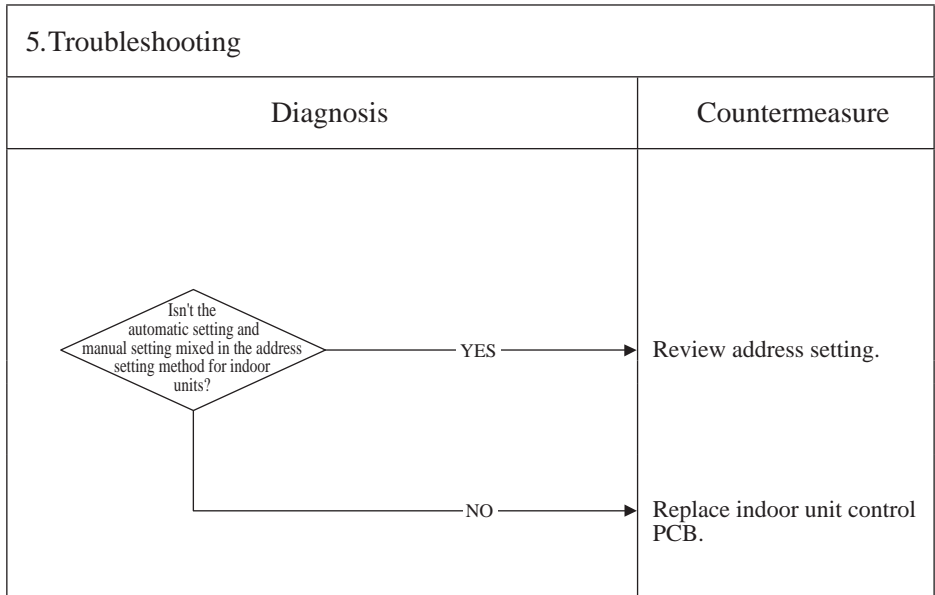 5.Troubleshooting
Diagnosis
Countermeasure
Isn't the
automatic setting and
manual setting mixed in the address
setting method for indoor
units?
YES
Review address setting.
NO
Replace indoor unit control
PCB.